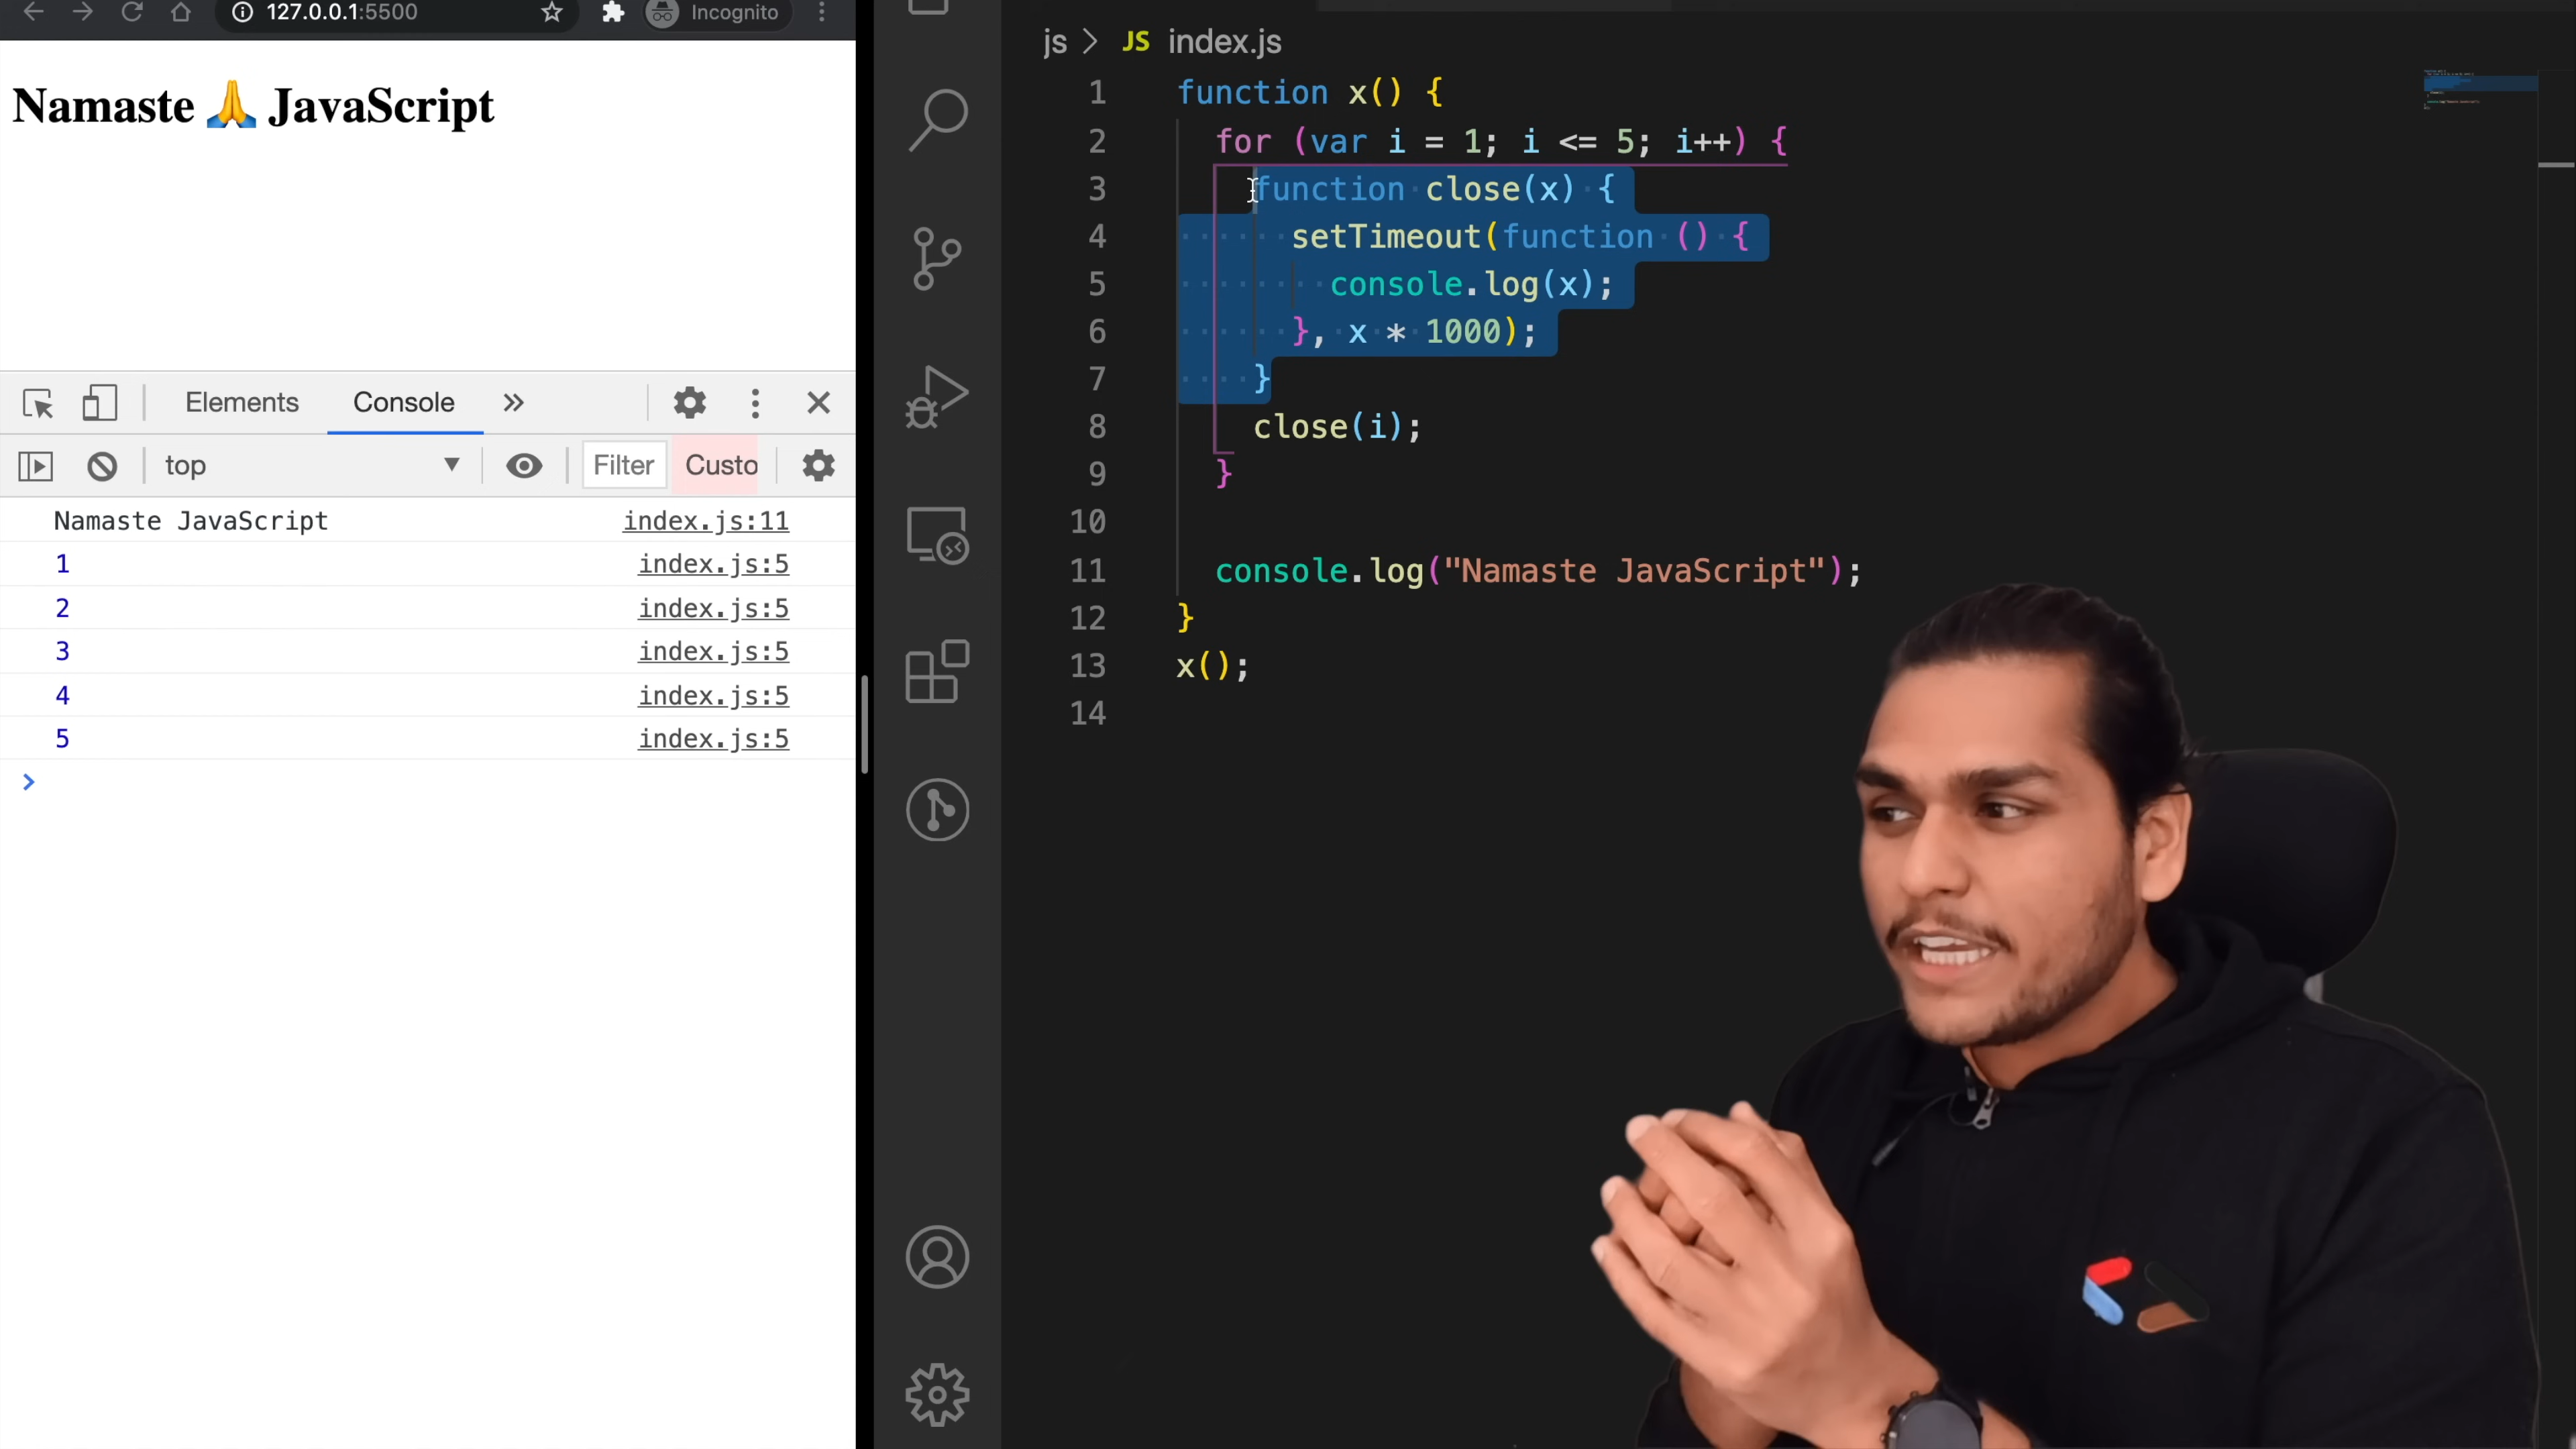 127.0.0.1:5500
Incognito
Namaste 🙏 JavaScript
Elements Console
top Filter Custo
Namaste JavaScript index.js:11
1 index.js:5
2 index.js:5
3 index.js:5
4 index.js:5
5 index.js:5
js > JS index.js
1 function x() {
2 for (var i = 1; i <= 5; i++) {
3 function close(x) {
4 setTimeout(function () {
5 console.log(x);
6 }, x * 1000);
7 }
8 close(i);
9 }
10
11 console.log("Namaste JavaScript");
12 }
13 x();
14